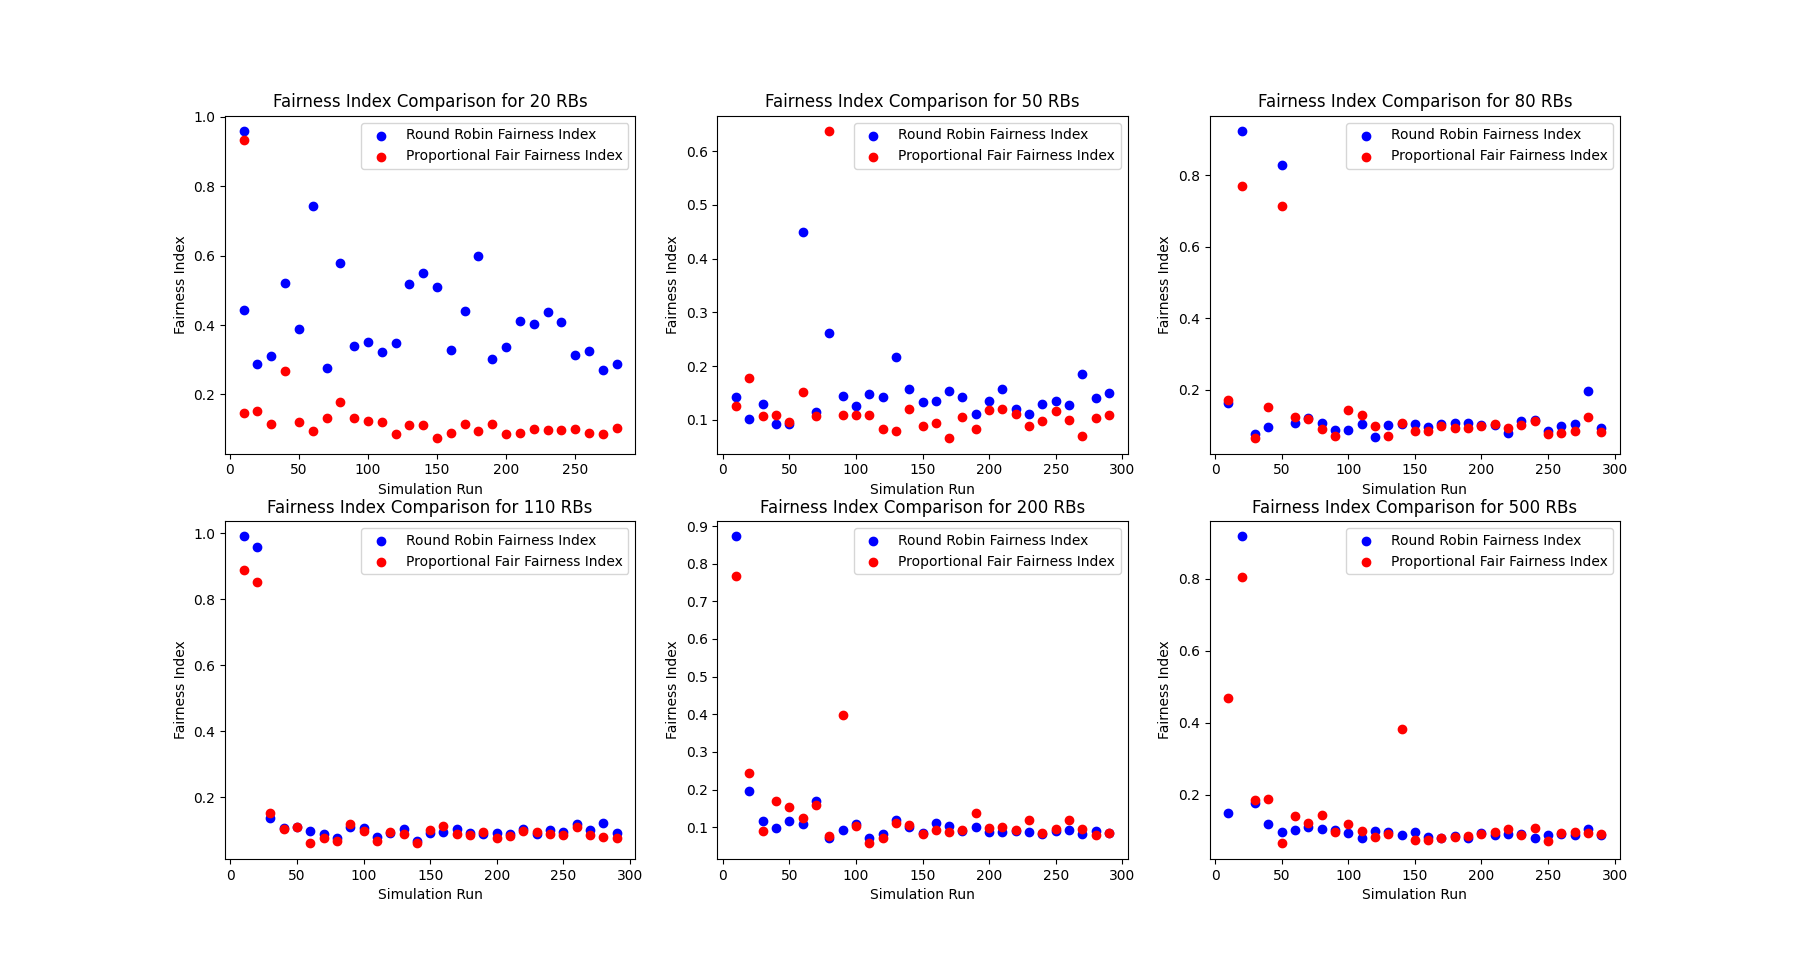 Fairness Index Comparison for 20 RBs
Round Robin Fairness Index
Proportional Fair Fairness Index
Fairness Index
1.0
0.8
0.6
0.4
0.2
0 50 100 150 200 250
Simulation Run
Fairness Index Comparison for 50 RBs
Round Robin Fairness Index
Proportional Fair Fairness Index
Fairness Index
0.6
0.5
0.4
0.3
0.2
0.1
0 50 100 150 200 250 300
Simulation Run
Fairness Index Comparison for 80 RBs
Round Robin Fairness Index
Proportional Fair Fairness Index
Fairness Index
0.8
0.6
0.4
0.2
0 50 100 150 200 250 300
Simulation Run
Fairness Index Comparison for 110 RBs
Round Robin Fairness Index
Proportional Fair Fairness Index
Fairness Index
1.0
0.8
0.6
0.4
0.2
0 50 100 150 200 250 300
Simulation Run
Fairness Index Comparison for 200 RBs
Round Robin Fairness Index
Proportional Fair Fairness Index
Fairness Index
0.9
0.8
0.7
0.6
0.5
0.4
0.3
0.2
0.1
0 50 100 150 200 250 300
Simulation Run
Fairness Index Comparison for 500 RBs
Round Robin Fairness Index
Proportional Fair Fairness Index
Fairness Index
0.8
0.6
0.4
0.2
0 50 100 150 200 250 300
Simulation Run